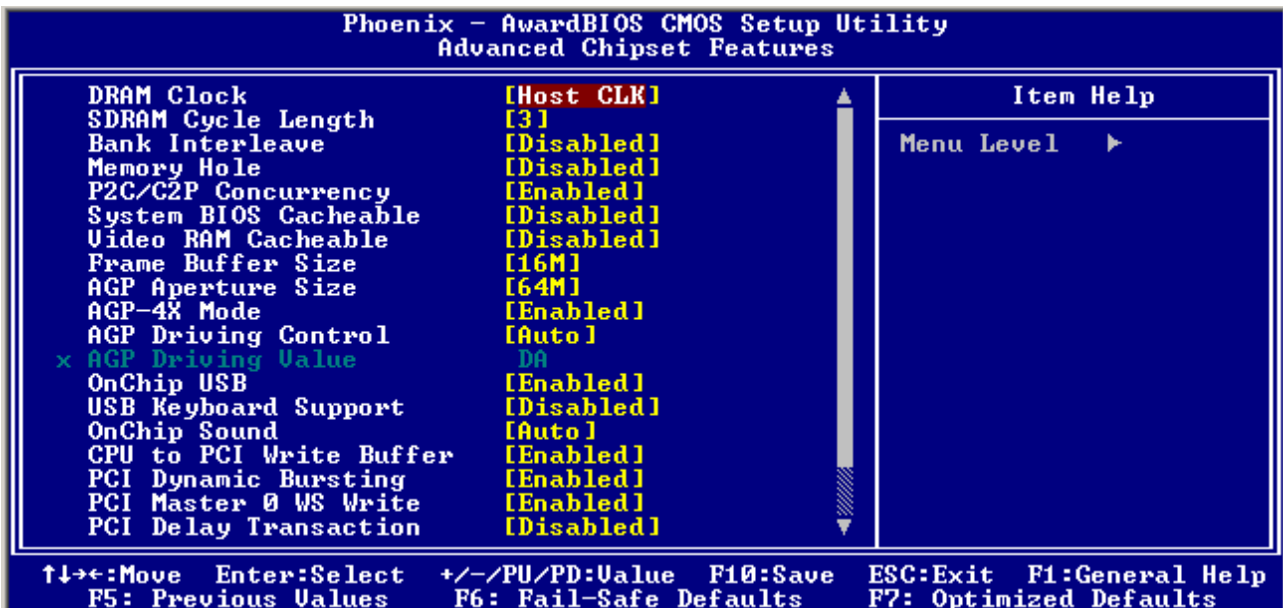 Phoenix - AwardBIOS CMOS Setup Utility
Advanced Chipset Features
DRAM Clock [Host CLK]
SDRAM Cycle Length [3]
Bank Interleave [Disabled]
Memory Hole [Disabled]
P2C/C2P Concurrency [Enabled]
System BIOS Cacheable [Disabled]
Video RAM Cacheable [Disabled]
Frame Buffer Size [16M]
AGP Aperture Size [64M]
AGP-4X Mode [Enabled]
AGP Driving Control [Auto]
x AGP Driving Value DA
OnChip USB [Enabled]
USB Keyboard Support [Disabled]
OnChip Sound [Auto]
CPU to PCI Write Buffer [Enabled]
PCI Dynamic Bursting [Enabled]
PCI Master 0 WS Write [Enabled]
PCI Delay Transaction [Disabled]
Item Help
Menu Level ►
↑↓→←:Move Enter:Select +/-/PU/PD:Value F10:Save ESC:Exit F1:General Help
F5: Previous Values F6: Fail-Safe Defaults F7: Optimized Defaults